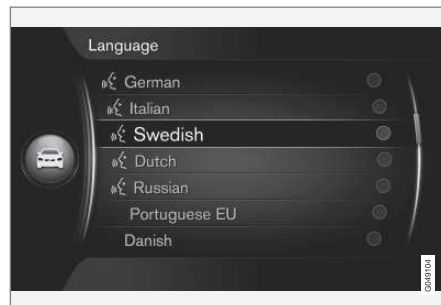 Language
German
Italian
Swedish
Dutch
Russian
Portuguese EU
Danish
G049104